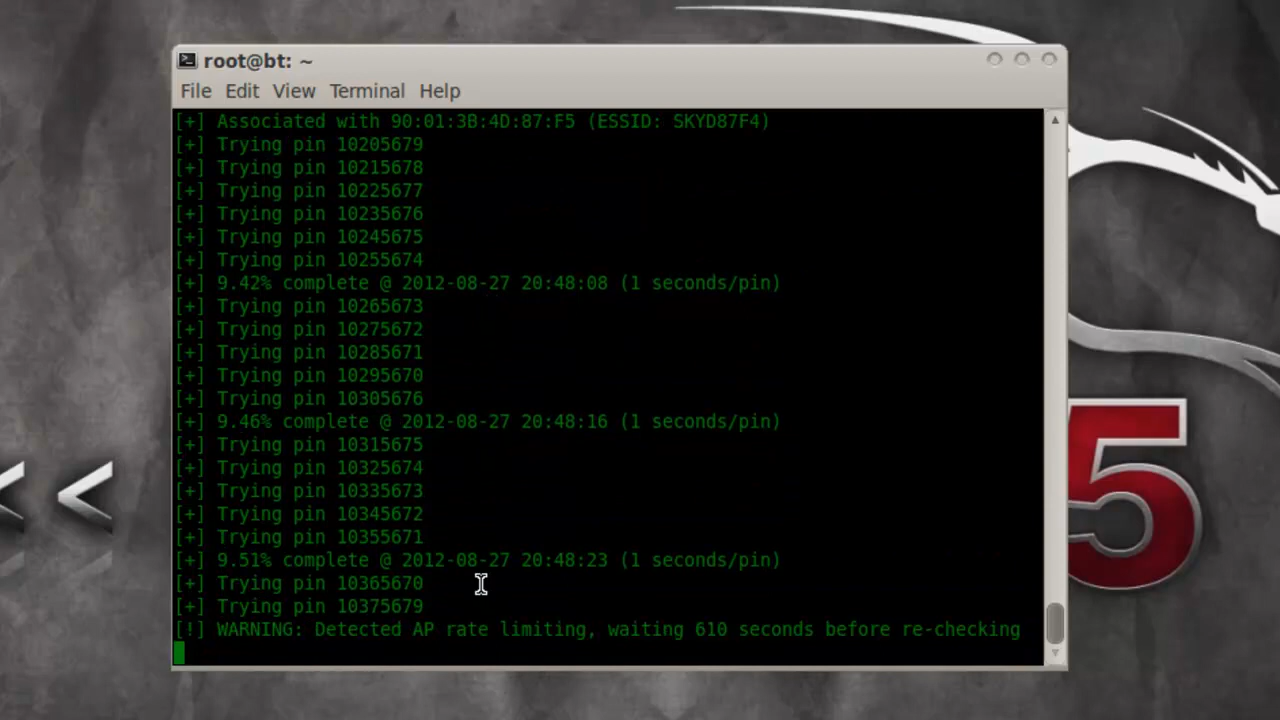 root@bt: ~
File Edit View Terminal Help
[+] Associated with 90:01:3B:4D:87:F5 (ESSID: SKYD87F4)
[+] Trying pin 10205679
[+] Trying pin 10215678
[+] Trying pin 10225677
[+] Trying pin 10235676
[+] Trying pin 10245675
[+] Trying pin 10255674
[+] 9.42% complete @ 2012-08-27 20:48:08 (1 seconds/pin)
[+] Trying pin 10265673
[+] Trying pin 10275672
[+] Trying pin 10285671
[+] Trying pin 10295670
[+] Trying pin 10305676
[+] 9.46% complete @ 2012-08-27 20:48:16 (1 seconds/pin)
[+] Trying pin 10315675
[+] Trying pin 10325674
[+] Trying pin 10335673
[+] Trying pin 10345672
[+] Trying pin 10355671
[+] 9.51% complete @ 2012-08-27 20:48:23 (1 seconds/pin)
[+] Trying pin 10365670
[+] Trying pin 10375679
[!] WARNING: Detected AP rate limiting, waiting 610 seconds before re-checking
<< 5